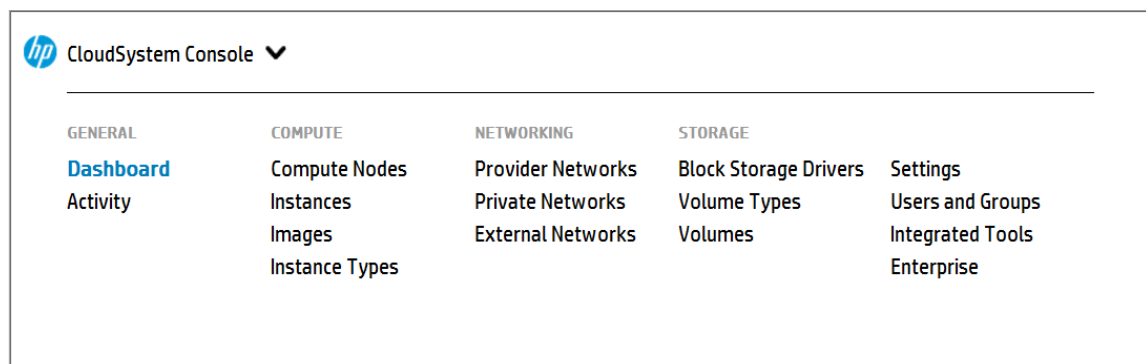 hp CloudSystem Console
GENERAL COMPUTE NETWORKING STORAGE
Dashboard Compute Nodes Provider Networks Block Storage Drivers Settings
Activity Instances Private Networks Volume Types Users and Groups
Images External Networks Volumes Integrated Tools
Instance Types Enterprise